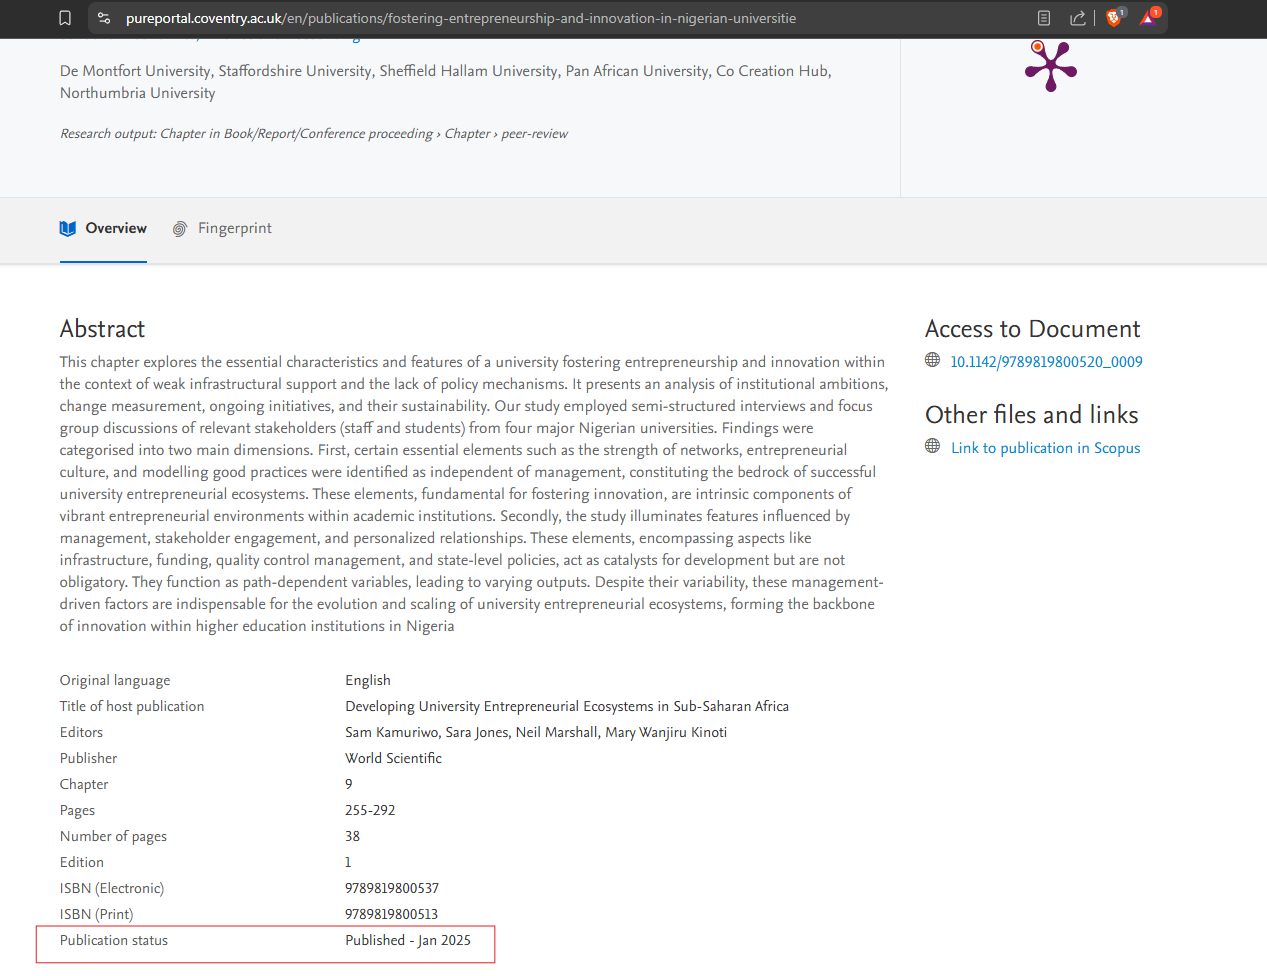 pureportal.coventry.ac.uk/en/publications/fostering-entrepreneurship-and-innovation-in-nigerian-universitie
1
1
De Montfort University, Staffordshire University, Sheffield Hallam University, Pan African University, Co Creation Hub,
Northumbria University
Research output: Chapter in Book/Report/Conference proceeding › Chapter › peer-review
Overview
Fingerprint
Abstract
This chapter explores the essential characteristics and features of a university fostering entrepreneurship and innovation within
the context of weak infrastructural support and the lack of policy mechanisms. It presents an analysis of institutional ambitions,
change measurement, ongoing initiatives, and their sustainability. Our study employed semi-structured interviews and focus
group discussions of relevant stakeholders (staff and students) from four major Nigerian universities. Findings were
categorised into two main dimensions. First, certain essential elements such as the strength of networks, entrepreneurial
culture, and modelling good practices were identified as independent of management, constituting the bedrock of successful
university entrepreneurial ecosystems. These elements, fundamental for fostering innovation, are intrinsic components of
vibrant entrepreneurial environments within academic institutions. Secondly, the study illuminates features influenced by
management, stakeholder engagement, and personalized relationships. These elements, encompassing aspects like
infrastructure, funding, quality control management, and state-level policies, act as catalysts for development but are not
obligatory. They function as path-dependent variables, leading to varying outputs. Despite their variability, these management-
driven factors are indispensable for the evolution and scaling of university entrepreneurial ecosystems, forming the backbone
of innovation within higher education institutions in Nigeria
Access to Document
10.1142/9789819800520_0009
Other files and links
Link to publication in Scopus
Original language English
Title of host publication Developing University Entrepreneurial Ecosystems in Sub-Saharan Africa
Editors Sam Kamuriwo, Sara Jones, Neil Marshall, Mary Wanjiru Kinoti
Publisher World Scientific
Chapter 9
Pages 255-292
Number of pages 38
Edition 1
ISBN (Electronic) 9789819800537
ISBN (Print) 9789819800513
Publication status Published - Jan 2025